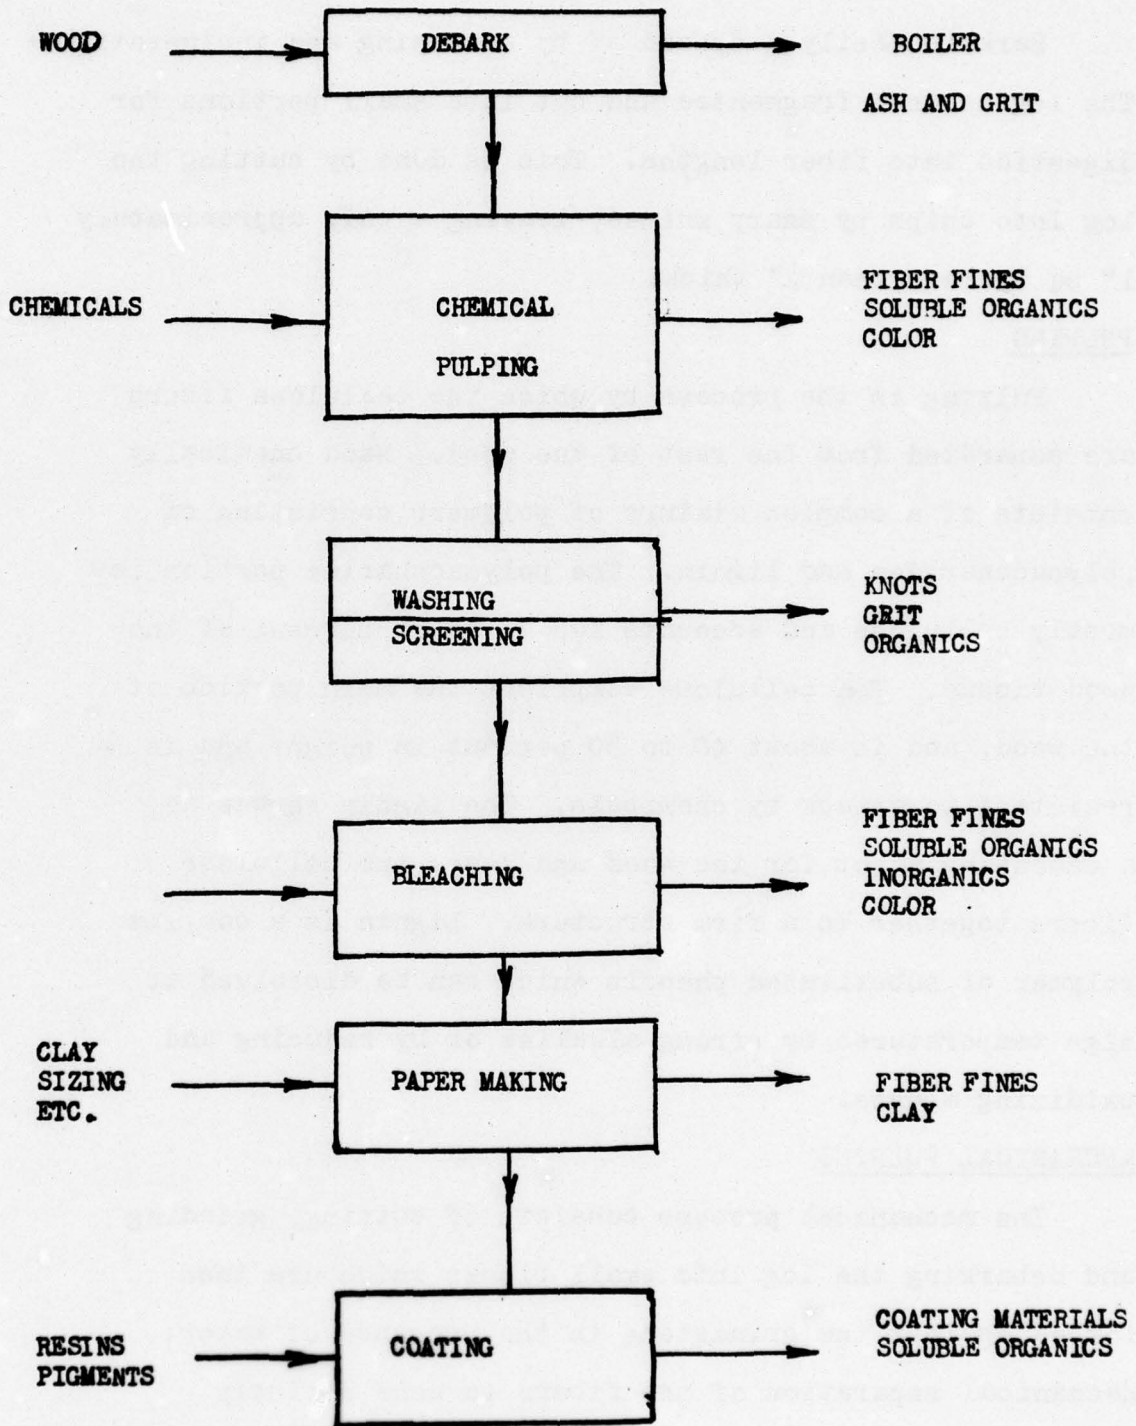 WOOD
DEBARK
BOILER
ASH AND GRIT
CHEMICALS
CHEMICAL
PULPING
FIBER FINES
SOLUBLE ORGANICS
COLOR
WASHING
SCREENING
KNOTS
GRIT
ORGANICS
BLEACHING
FIBER FINES
SOLUBLE ORGANICS
INORGANICS
COLOR
CLAY
SIZING
ETC.
PAPER MAKING
FIBER FINES
CLAY
RESINS
PIGMENTS
COATING
COATING MATERIALS
SOLUBLE ORGANICS